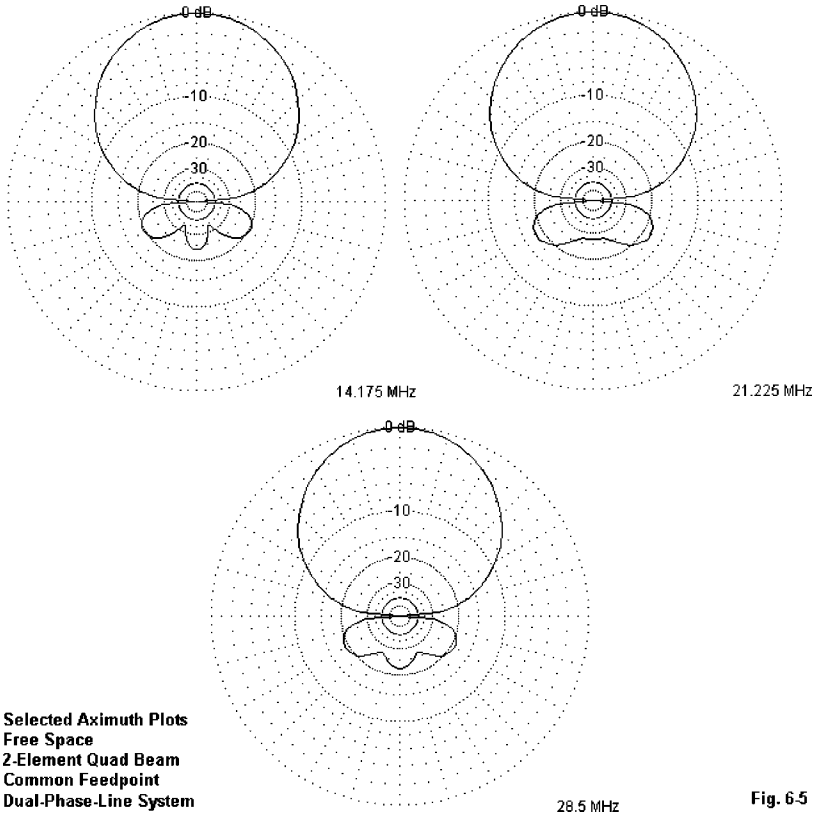 0 dB
-10
-20
-30
14.175 MHz
0 dB
-10
-20
-30
21.225 MHz
0 dB
-10
-20
-30
28.5 MHz
Selected Aximuth Plots
Free Space
2-Element Quad Beam
Common Feedpoint
Dual-Phase-Line System
Fig. 6-5